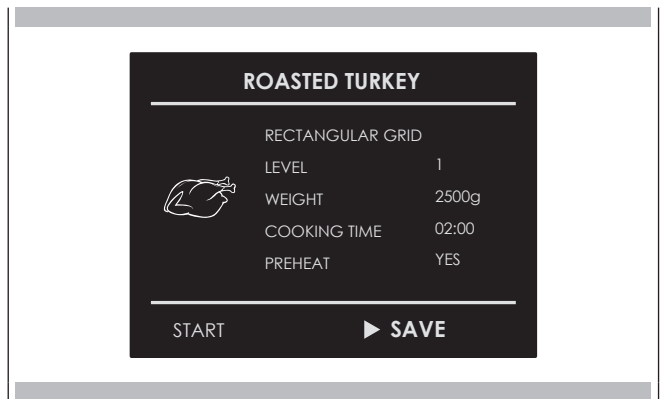 ROASTED TURKEY
RECTANGULAR GRID
LEVEL 1
WEIGHT 2500g
COOKING TIME 02:00
PREHEAT YES
START ▶ SAVE